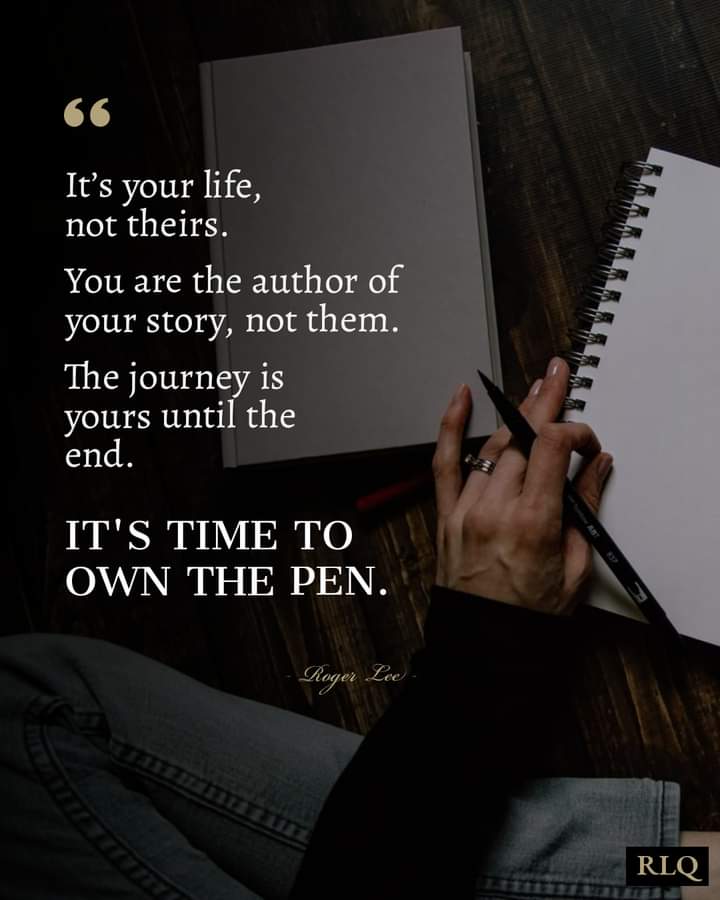 “
It’s your life,
not theirs.
You are the author of
your story, not them.
The journey is
yours until the
end.
IT'S TIME TO
OWN THE PEN.
- Roger Lee -
RLQ